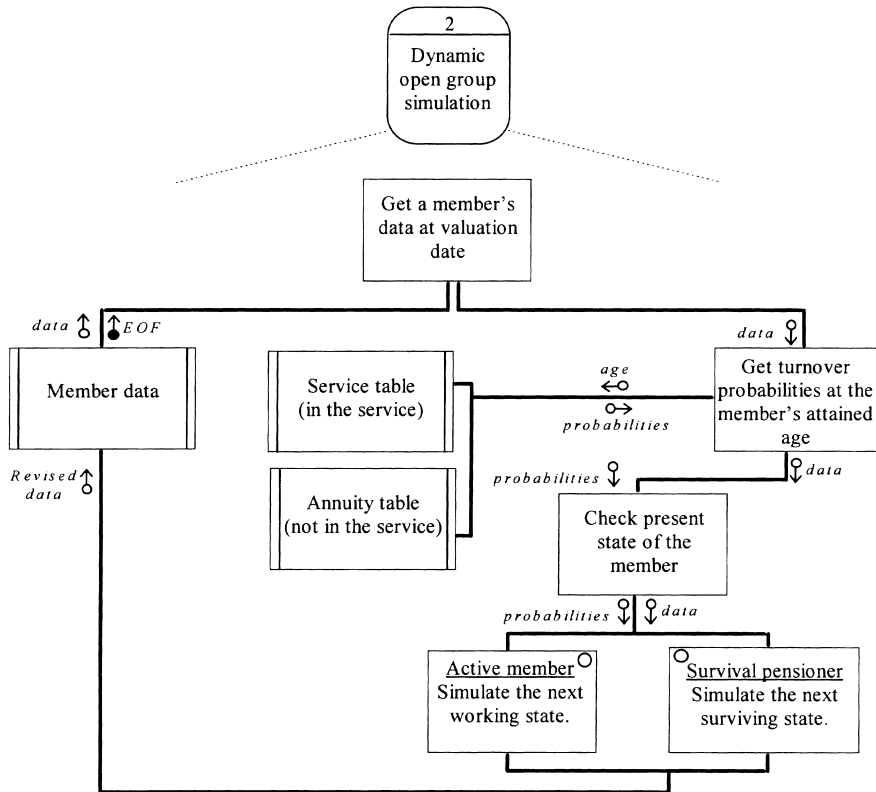 2
Dynamic
open group
simulation
Get a member's
data at valuation
date
data
EOF
data
Member data
Service table
(in the service)
age
probabilities
Get turnover
probabilities at the
member's attained
age
Revised
data
Annuity table
(not in the service)
probabilities
data
Check present
state of the
member
probabilities
data
Active member
Simulate the next
working state.
Survival pensioner
Simulate the next
surviving state.